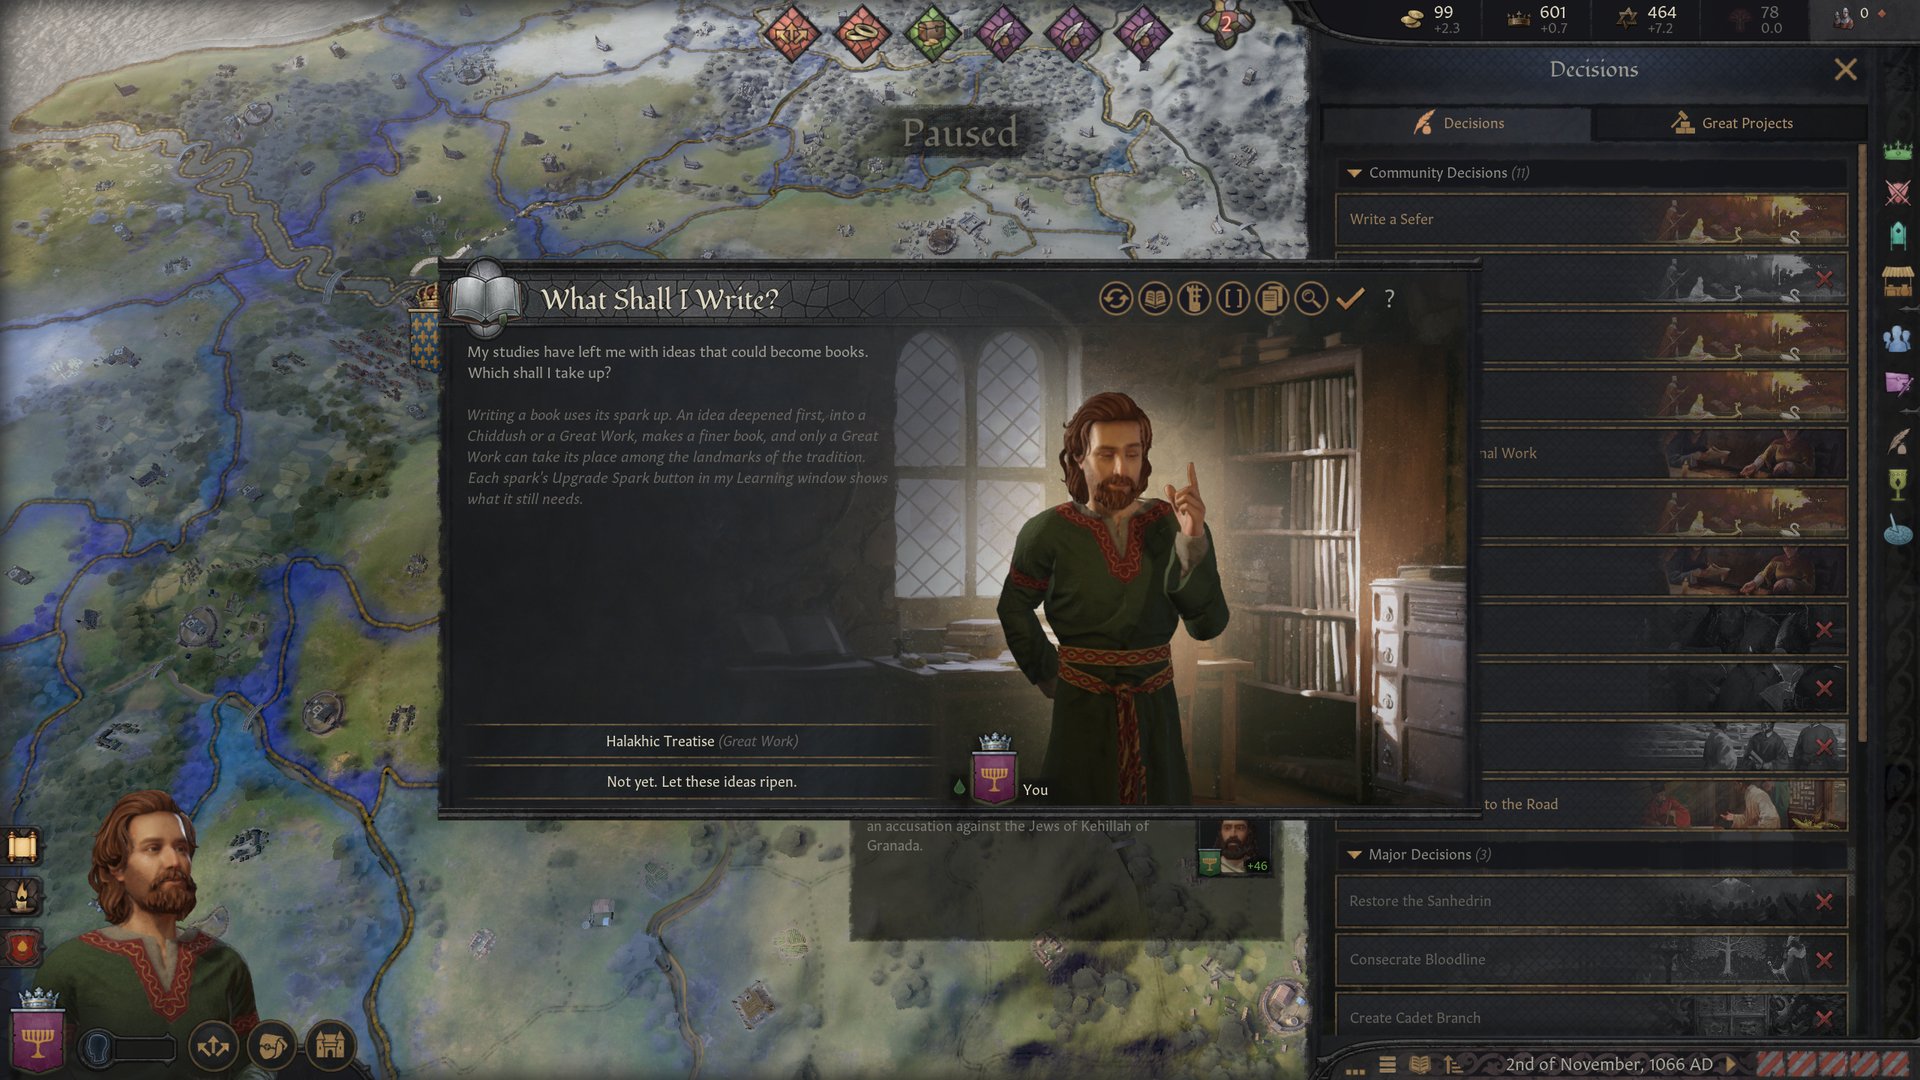 99
+2.3
601
+0.7
464
+7.2
78
0.0
0
2
Paused
Decisions
Decisions
Great Projects
Community Decisions (11)
Write a Sefer
nal Work
to the Road
Major Decisions (3)
Restore the Sanhedrin
Consecrate Bloodline
Create Cadet Branch
What Shall I Write?
?
My studies have left me with ideas that could become books.
Which shall I take up?
Writing a book uses its spark up. An idea deepened first, into a
Chiddush or a Great Work, makes a finer book, and only a Great
Work can take its place among the landmarks of the tradition.
Each spark's Upgrade Spark button in my Learning window shows
what it still needs.
Halakhic Treatise (Great Work)
Not yet. Let these ideas ripen.
You
an accusation against the Jews of Kehillah of
Granada.
+46
2nd of November, 1066 AD